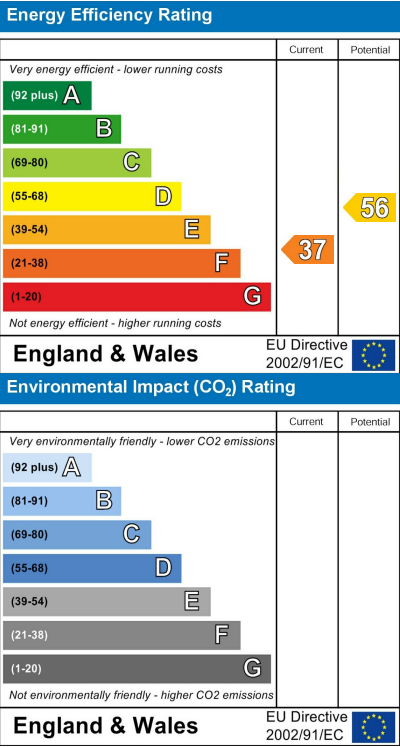 Energy Efficiency Rating
Current Potential
Very energy efficient - lower running costs
(92 plus) A
(81-91) B
(69-80) C
(55-68) D
(39-54) E
(21-38) F
(1-20) G
37
56
Not energy efficient - higher running costs
England & Wales
EU Directive
2002/91/EC
Environmental Impact (CO₂) Rating
Current Potential
Very environmentally friendly - lower CO2 emissions
(92 plus) A
(81-91) B
(69-80) C
(55-68) D
(39-54) E
(21-38) F
(1-20) G
Not environmentally friendly - higher CO2 emissions
England & Wales
EU Directive
2002/91/EC